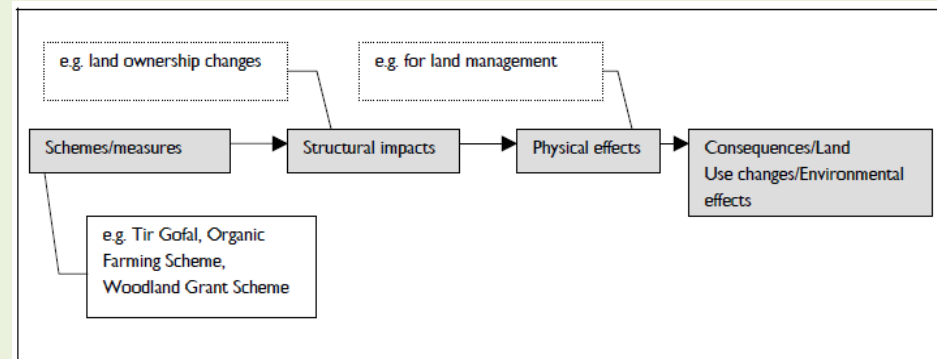 e.g. land ownership changes
e.g. for land management
Schemes/measures
Structural impacts
Physical effects
Consequences/Land
Use changes/Environmental
effects
e.g. Tir Gofal, Organic
Farming Scheme,
Woodland Grant Scheme